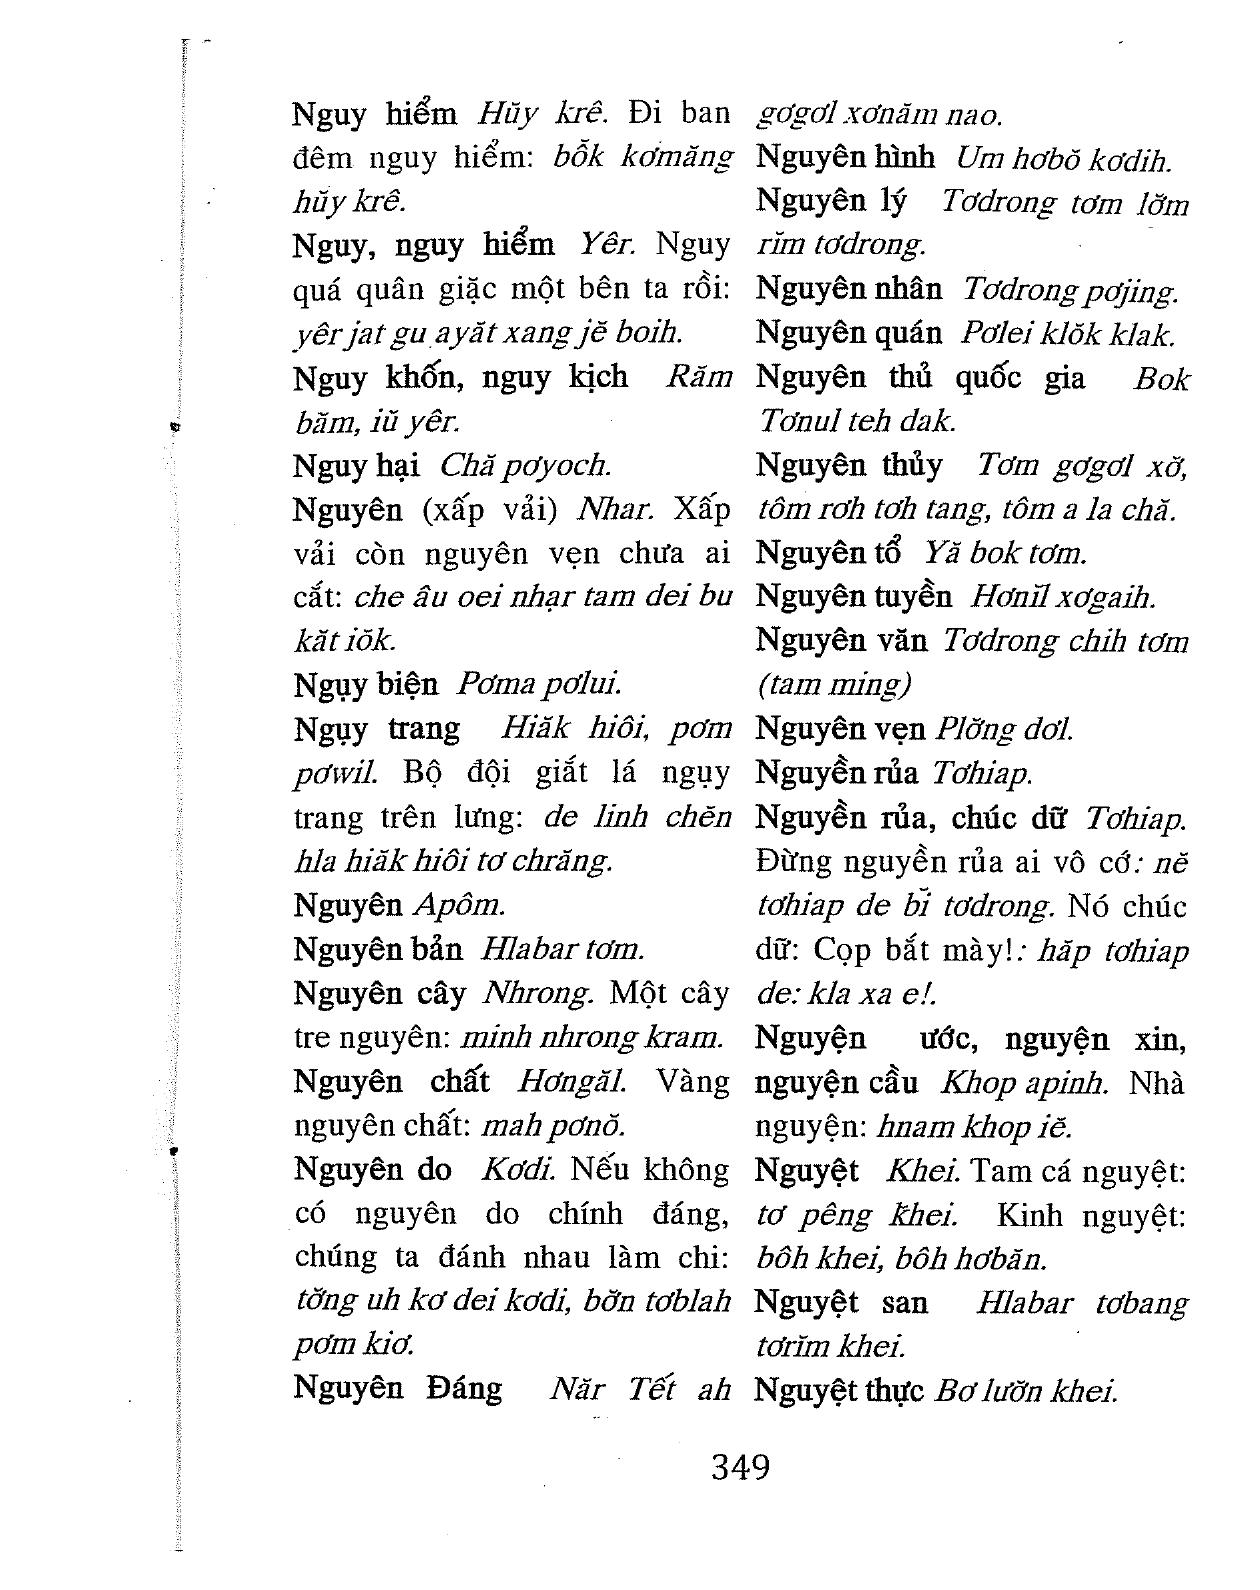 Nguy hiểm Hŭy krê. Đi ban
đêm nguy hiểm: bŏ̂k kơmăng
hŭy krê.
Nguy, nguy hiểm Yêr. Nguy
quá quân giặc một bên ta rồi:
yêr jat gu ayăt xang jĕ boih.
Nguy khốn, nguy kịch Răm
băm, iŭ yêr.
Nguy hại Chă pơyoch.
Nguyên (xấp vải) Nhar. Xấp
vải còn nguyên vẹn chưa ai
cắt: che âu oei nhạr tam dei bu
kăt iŏk.
Ngụy biện Pơma pơlui.
Ngụy trang Hiăk hiôi, pơm
pơwil. Bộ đội giắt lá ngụy
trang trên lưng: de linh chĕn
hla hiăk hiôi tơ chrăng.
Nguyên Apôm.
Nguyên bản Hlabar tơm.
Nguyên cây Nhrong. Một cây
tre nguyên: minh nhrong kram.
Nguyên chất Hơngăl. Vàng
nguyên chất: mah pơnŏ.
Nguyên do Kơdi. Nếu không
có nguyên do chính đáng,
chúng ta đánh nhau làm chi:
tơ̆ng uh kơ dei kơdi, bơ̆n tơblah
pơm kiơ.
Nguyên Đáng Năr Tết ah
gơgơl xơnăm nao.
Nguyên hình Um hơbŏ kơdih.
Nguyên lý Tơdrong tơm lơ̆m
rĭm tơdrong.
Nguyên nhân Tơdrong pơjing.
Nguyên quán Pơlei klŏk klak.
Nguyên thủ quốc gia Bok
Tơnul teh dak.
Nguyên thủy Tơm gơgơl xơ̆,
tôm rơh tơh tang, tôm a la chă.
Nguyên tổ Yă bok tơm.
Nguyên tuyền Hơnĭl xơgaih.
Nguyên văn Tơdrong chih tơm
(tam ming)
Nguyên vẹn Plơ̆ng dơl.
Nguyền rủa Tơhiap.
Nguyền rủa, chúc dữ Tơhiap.
Đừng nguyền rủa ai vô cớ: nĕ
tơhiap de bĭ tơdrong. Nó chúc
dữ: Cọp bắt mày!: hăp tơhiap
de: kla xa e!.
Nguyện ước, nguyện xin,
nguyện cầu Khop apinh. Nhà
nguyện: hnam khop iĕ.
Nguyệt Khei. Tam cá nguyệt:
tơ pêng khei. Kinh nguyệt:
bôh khei, bôh hơbăn.
Nguyệt san Hlabar tơbang
tơrĭm khei.
Nguyệt thực Bơ lưỡn khei.
349